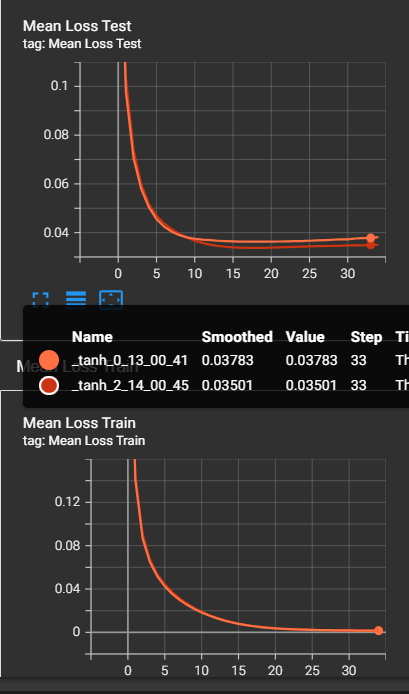 Mean Loss Test
tag: Mean Loss Test
0.1
0.08
0.06
0.04
0 5 10 15 20 25 30
Name Smoothed Value Step Ti
_tanh_0_13_00_41 0.03783 0.03783 33 Th
_tanh_2_14_00_45 0.03501 0.03501 33 Th
Mean Loss Train
Mean Loss Train
tag: Mean Loss Train
0.12
0.08
0.04
0
0 5 10 15 20 25 30